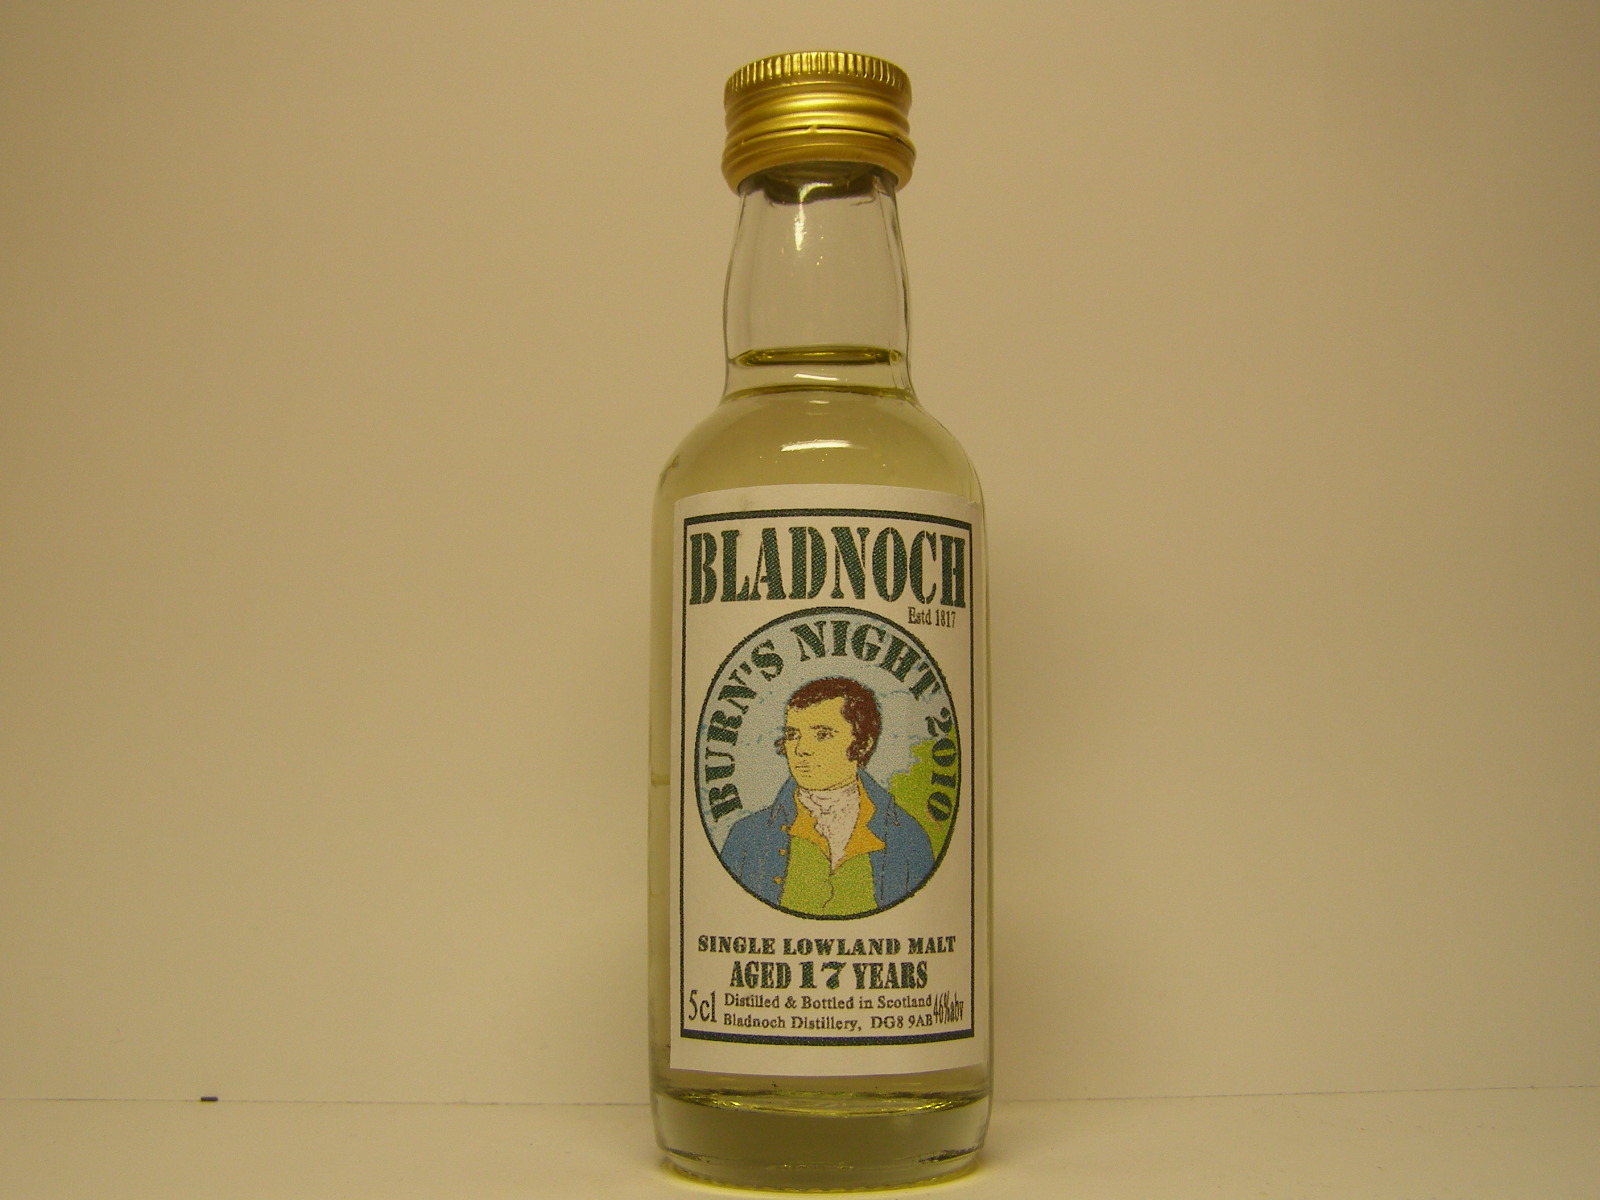 BLADNOCH
Estd 1817
BURN'S NIGHT 2010
SINGLE LOWLAND MALT
AGED 17 YEARS
5cl Distilled & Bottled in Scotland 46%abv
Bladnoch Distillery, DG8 9AB